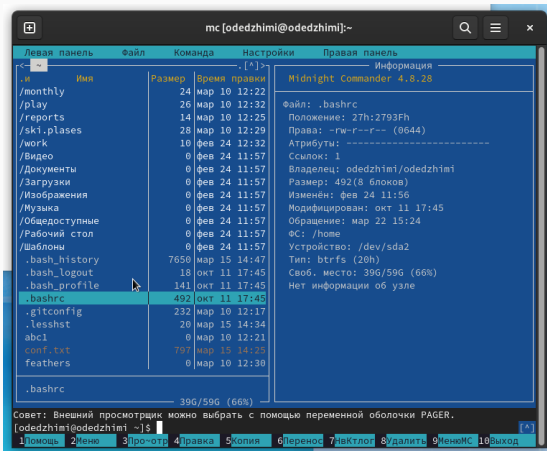 mc [odedzhimi@odedzhimi]:~
Левая панель Файл Команда Настройки Правая панель
<- ~ .[^]>
.и Имя Размер Время правки
/monthly 24 мар 10 12:22
/play 26 мар 10 12:32
/reports 14 мар 10 12:25
/ski.plases 28 мар 10 12:29
/work 10 фев 24 12:32
/Видео 0 фев 24 11:57
/Документы 0 фев 24 11:57
/Загрузки 0 фев 24 11:57
/Изображения 0 фев 24 11:57
/Музыка 0 фев 24 11:57
/Общедоступные 0 фев 24 11:57
/Рабочий стол 0 фев 24 11:57
/Шаблоны 0 фев 24 11:57
.bash_history 7650 мар 15 14:47
.bash_logout 18 окт 11 17:45
.bash_profile 141 окт 11 17:45
.bashrc 492 окт 11 17:45
.gitconfig 232 мар 10 12:17
.lesshst 20 мар 15 14:34
abc1 0 мар 10 12:21
conf.txt 797 мар 15 14:25
feathers 0 мар 10 12:30
.bashrc
39G/59G (66%)
Информация
Midnight Commander 4.8.28
Файл: .bashrc
Положение: 27h:2793Fh
Права: -rw-r--r-- (0644)
Атрибуты: ------------------------
Ссылок: 1
Владелец: odedzhimi/odedzhimi
Размер: 492(8 блоков)
Изменён: фев 24 11:56
Модифицирован: окт 11 17:45
Обращение: мар 22 15:24
ФС: /home
Устройство: /dev/sda2
Тип: btrfs (20h)
Своб. место: 39G/59G (66%)
Нет информации об узле
Совет: Внешний просмотрщик можно выбрать с помощью переменной оболочки PAGER.
[odedzhimi@odedzhimi ~]$ [^]
1Помощь 2Меню 3Про~отр 4Правка 5Копия 6Перенос 7НвКтлог 8Удалить 9МенюМС 10Выход